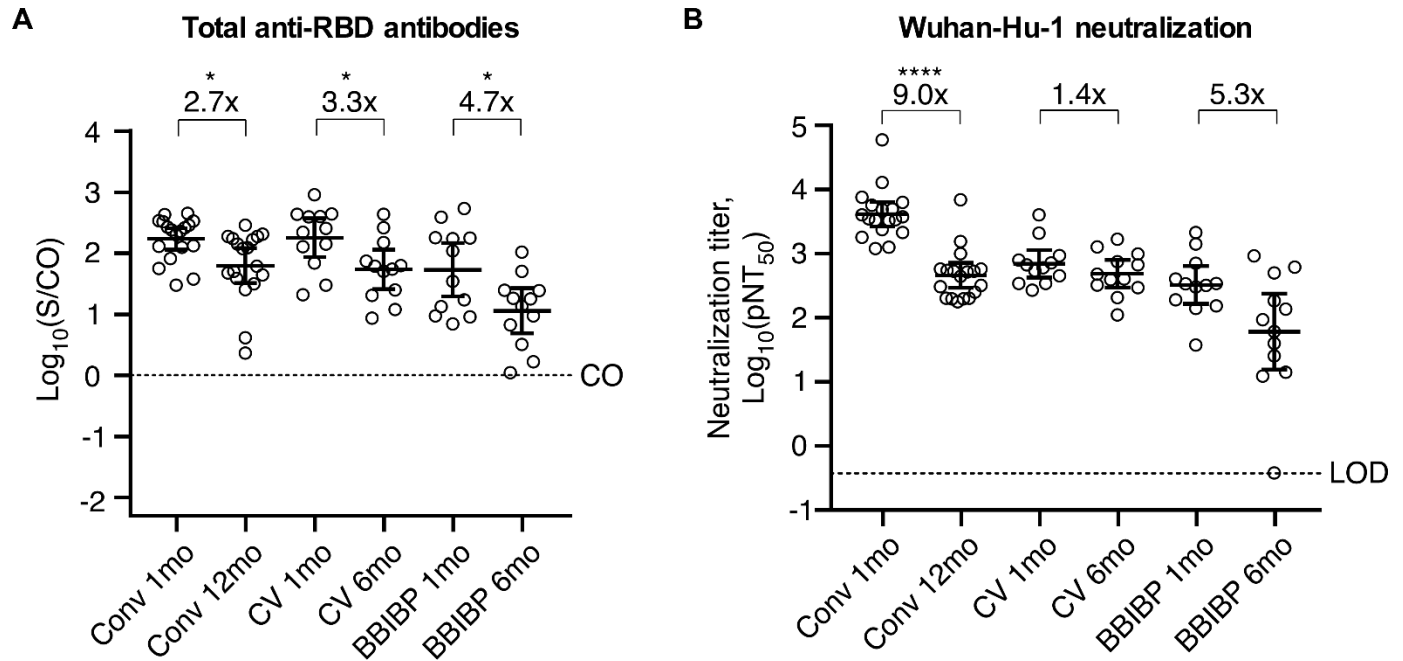 A
Total anti-RBD antibodies
* * *
2.7x 3.3x 4.7x
Log10(S/CO)
4
3
2
1
0
-1
-2
CO
Conv 1mo
Conv 12mo
CV 1mo
CV 6mo
BBIBP 1mo
BBIBP 6mo
B
Wuhan-Hu-1 neutralization
****
9.0x 1.4x 5.3x
Neutralization titer,
Log10(pNT50)
5
4
3
2
1
0
-1
LOD
Conv 1mo
Conv 12mo
CV 1mo
CV 6mo
BBIBP 1mo
BBIBP 6mo